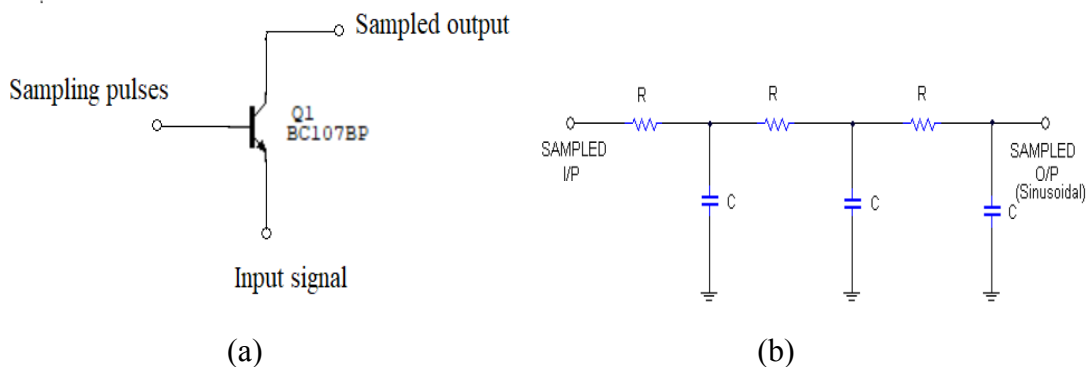 Sampled output
Sampling pulses
Q1
BC107BP
Input signal
(a)
R
R
R
SAMPLED
I/P
C
C
C
SAMPLED
O/P
(Sinusoidal)
(b)